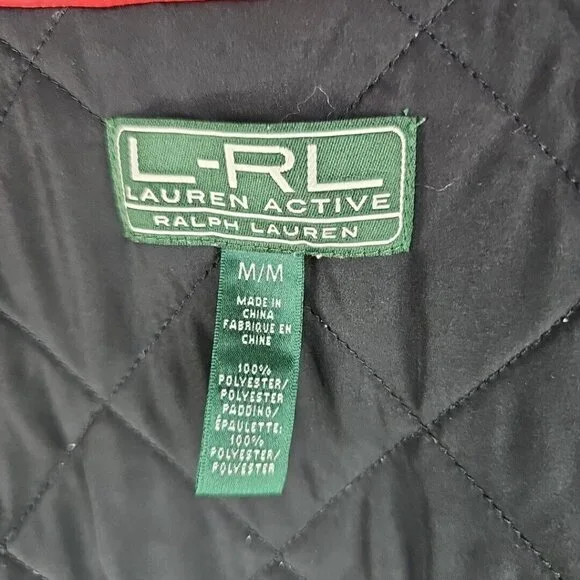 L-RL
LAUREN ACTIVE
RALPH LAUREN
M/M
MADE IN
CHINA
FABRIQUE EN
CHINE
100%
POLYESTER/
POLYESTER
PADDING/
ÉPAULETTE:
100%
POLYESTER/
POLYESTER